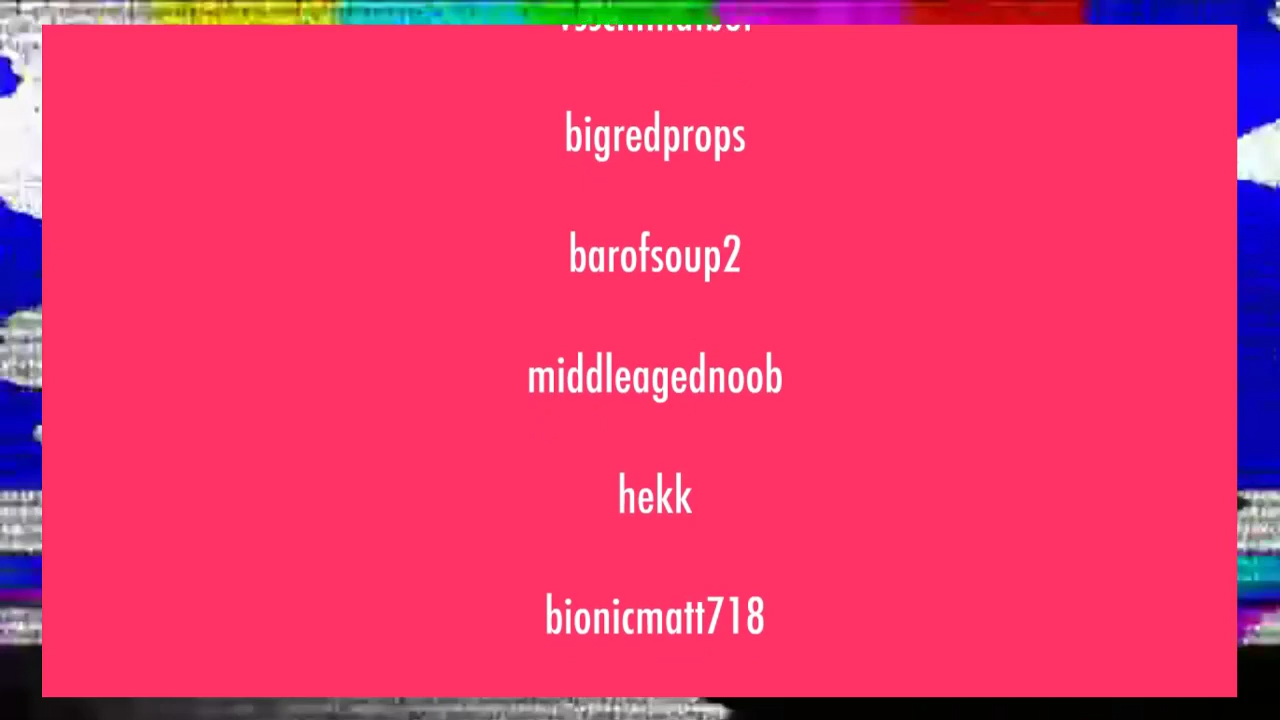 bigredprops
barofsoup2
middleagednoob
hekk
bionicmatt718